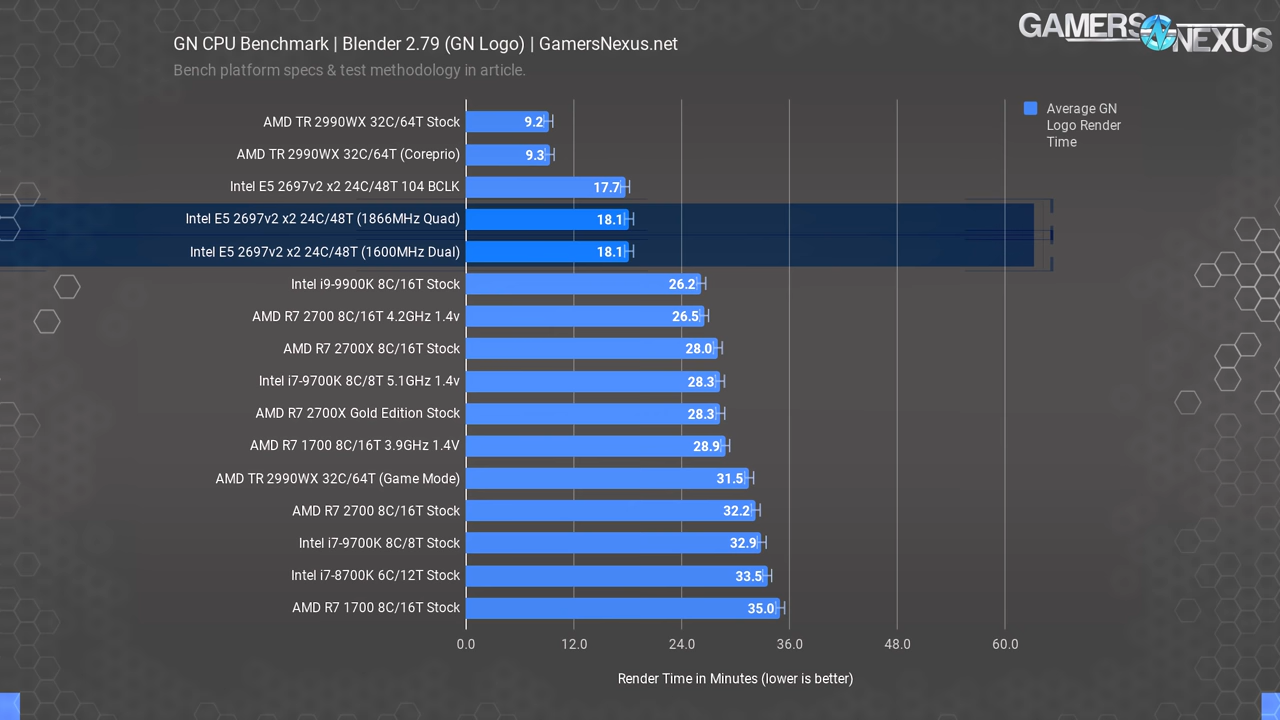 GAMERS NEXUS
GN CPU Benchmark | Blender 2.79 (GN Logo) | GamersNexus.net
Bench platform specs & test methodology in article.
Average GN
Logo Render
Time
AMD TR 2990WX 32C/64T Stock 9.2
AMD TR 2990WX 32C/64T (Coreprio) 9.3
Intel E5 2697v2 x2 24C/48T 104 BCLK 17.7
Intel E5 2697v2 x2 24C/48T (1866MHz Quad) 18.1
Intel E5 2697v2 x2 24C/48T (1600MHz Dual) 18.1
Intel i9-9900K 8C/16T Stock 26.2
AMD R7 2700 8C/16T 4.2GHz 1.4v 26.5
AMD R7 2700X 8C/16T Stock 28.0
Intel i7-9700K 8C/8T 5.1GHz 1.4v 28.3
AMD R7 2700X Gold Edition Stock 28.3
AMD R7 1700 8C/16T 3.9GHz 1.4V 28.9
AMD TR 2990WX 32C/64T (Game Mode) 31.5
AMD R7 2700 8C/16T Stock 32.2
Intel i7-9700K 8C/8T Stock 32.9
Intel i7-8700K 6C/12T Stock 33.5
AMD R7 1700 8C/16T Stock 35.0
0.0 12.0 24.0 36.0 48.0 60.0
Render Time in Minutes (lower is better)